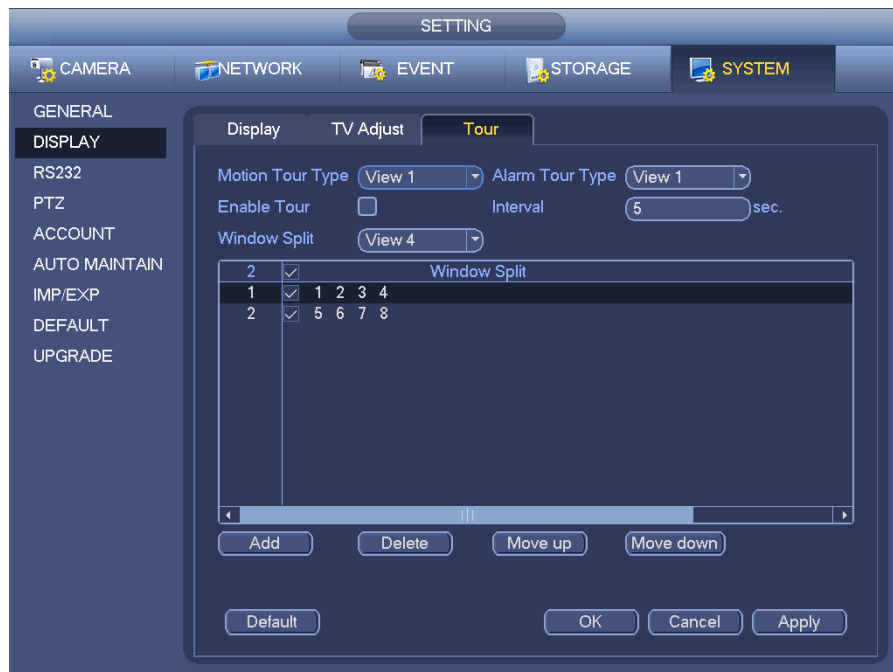 SETTING
CAMERA NETWORK EVENT STORAGE SYSTEM
GENERAL
DISPLAY
RS232
PTZ
ACCOUNT
AUTO MAINTAIN
IMP/EXP
DEFAULT
UPGRADE
Display TV Adjust Tour
Motion Tour Type View 1 Alarm Tour Type View 1
Enable Tour Interval 5 sec.
Window Split View 4
2 Window Split
1 1 2 3 4
2 5 6 7 8
Add Delete Move up Move down
Default OK Cancel Apply